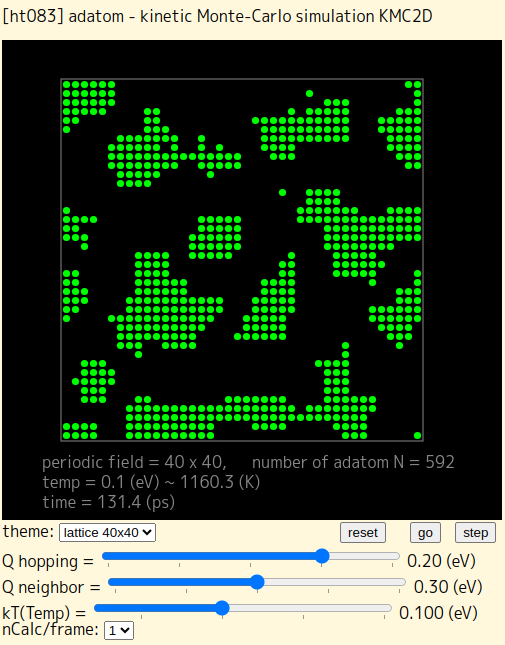 [ht083] adatom - kinetic Monte-Carlo simulation KMC2D
periodic field = 40 x 40, number of adatom N = 592
temp = 0.1 (eV) ~ 1160.3 (K)
time = 131.4 (ps)
theme: lattice 40x40 reset go step
Q hopping = 0.20 (eV)
Q neighbor = 0.30 (eV)
kT(Temp) = 0.100 (eV)
nCalc/frame: 1